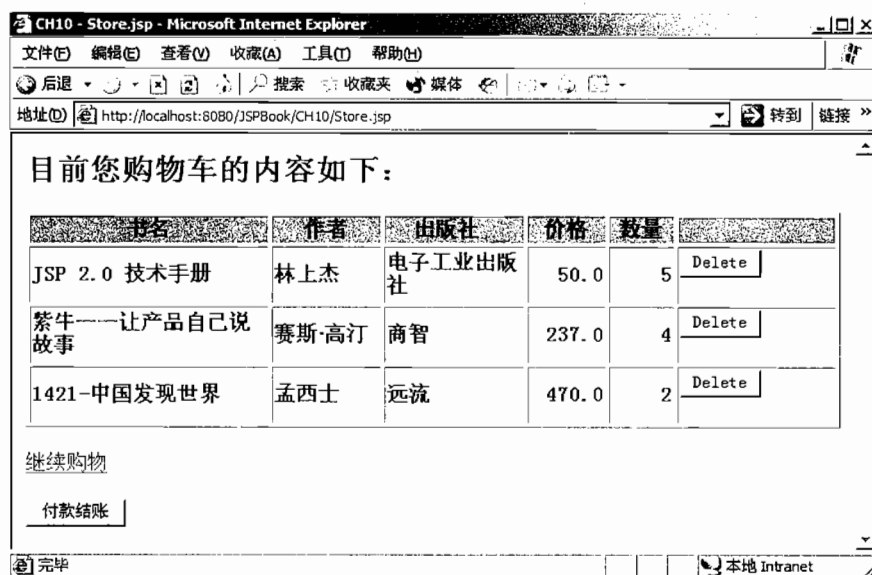 CH10 - Store.jsp - Microsoft Internet Explorer
文件(F) 编辑(E) 查看(V) 收藏(A) 工具(T) 帮助(H)
后退 搜索 收藏夹 媒体
地址(D) http://localhost:8080/JSPBook/CH10/Store.jsp 转到 链接 »
目前您购物车的内容如下：
书名 作者 出版社 价格 数量
JSP 2.0 技术手册 林上杰 电子工业出版社 50.0 5 Delete
紫牛——让产品自己说故事 赛斯·高汀 商智 237.0 4 Delete
1421-中国发现世界 孟西士 远流 470.0 2 Delete
继续购物
付款结账
完毕 本地 Intranet